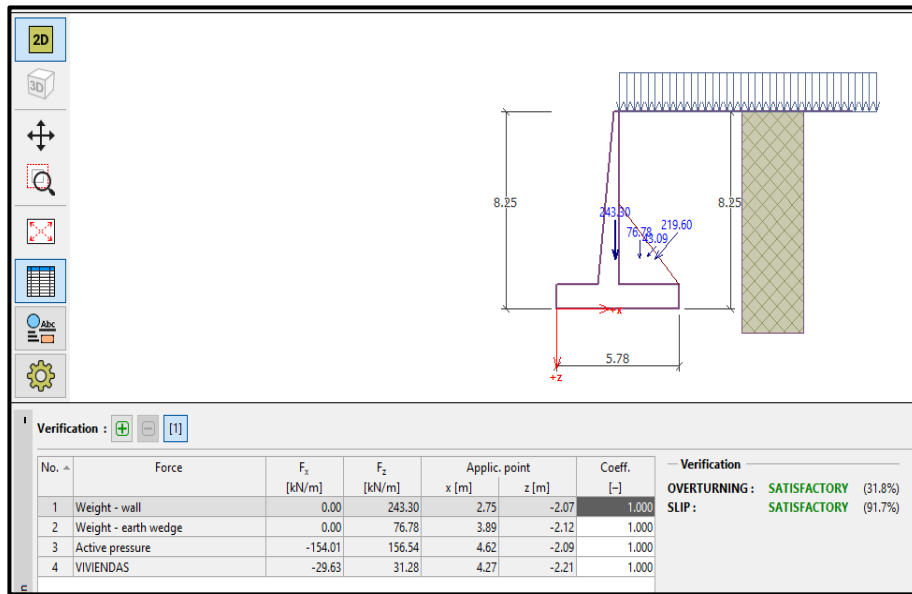 2D
3D
8.25
8.25
243.30
76.78
43.09
219.60
+x
5.78
+z
Abc
Verification : [1]
No. Force Fx Fz Applic. point Coeff.
[kN/m] [kN/m] x [m] z [m] [–]
1 Weight - wall 0.00 243.30 2.75 -2.07 1.000
2 Weight - earth wedge 0.00 76.78 3.89 -2.12 1.000
3 Active pressure -154.01 156.54 4.62 -2.09 1.000
4 VIVIENDAS -29.63 31.28 4.27 -2.21 1.000
Verification
OVERTURNING : SATISFACTORY (31.8%)
SLIP : SATISFACTORY (91.7%)